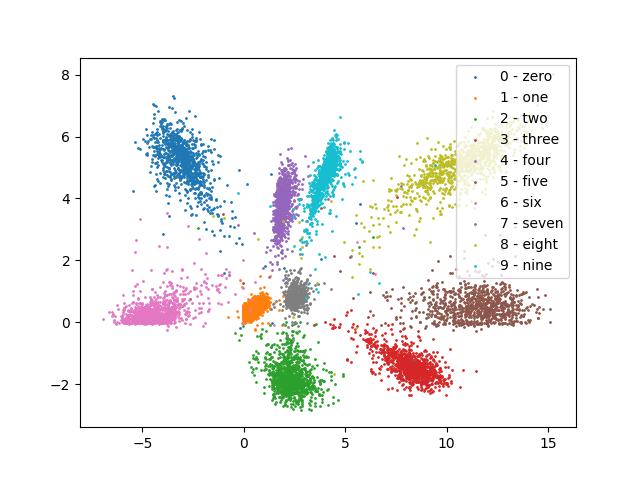 8
6
4
2
0
−2
−5
0
5
10
15
0 - zero
1 - one
2 - two
3 - three
4 - four
5 - five
6 - six
7 - seven
8 - eight
9 - nine